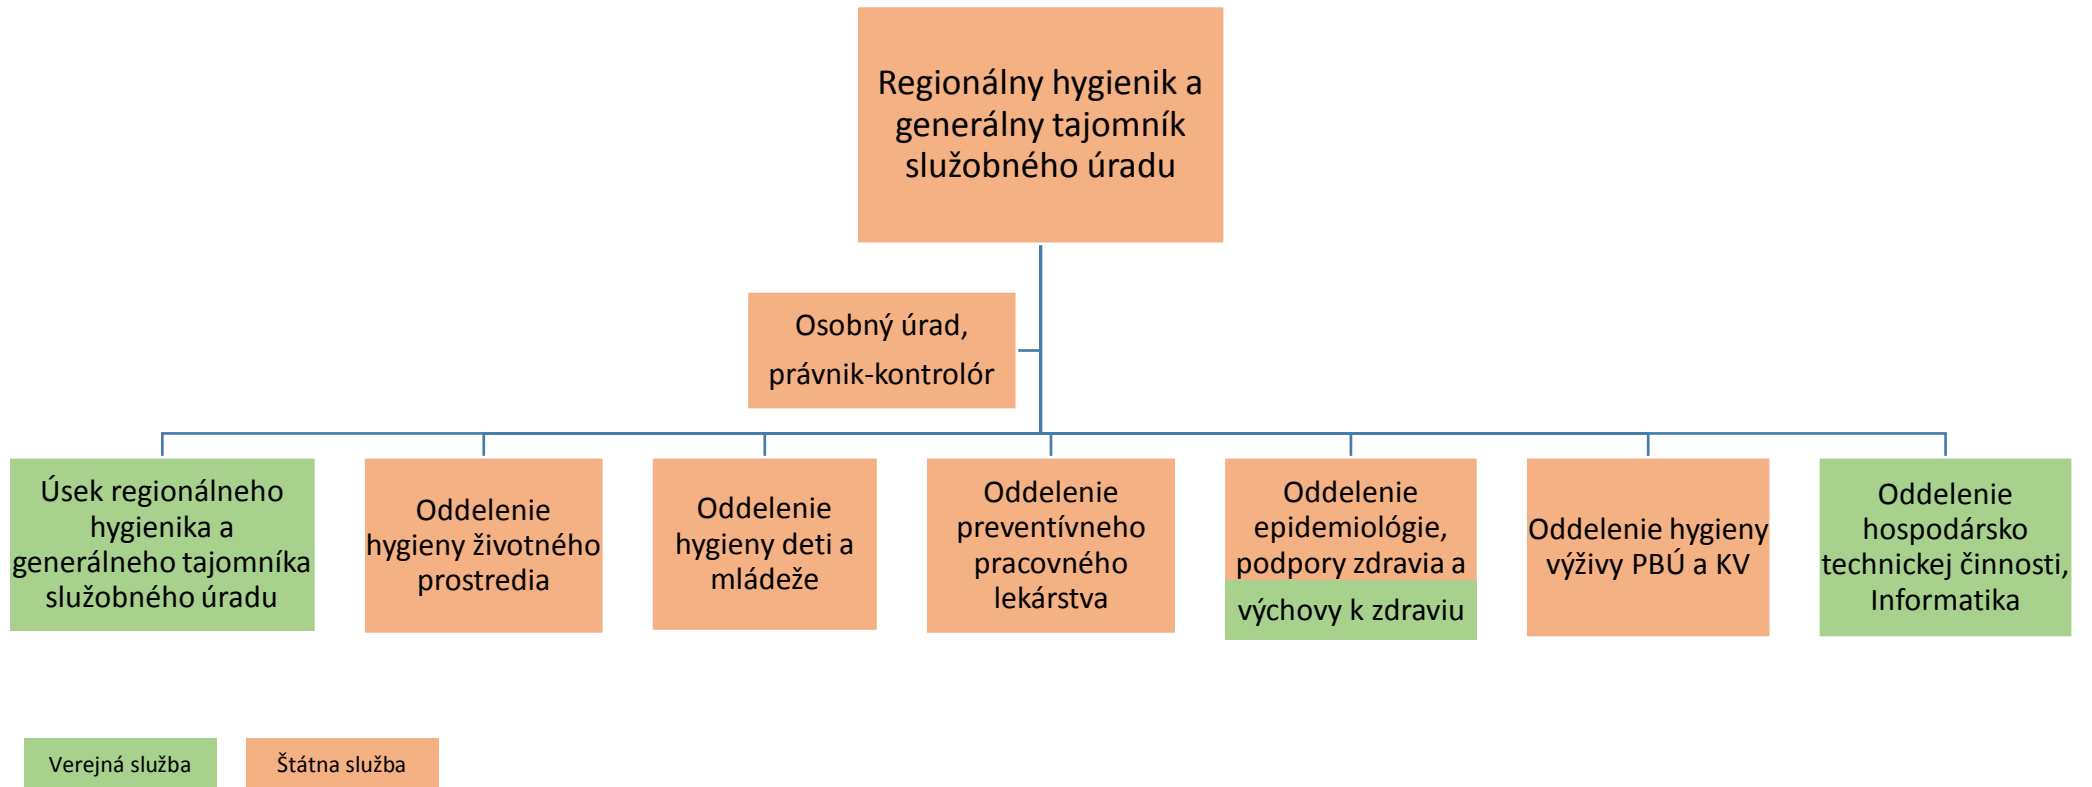 Regionálny hygienik a
generálny tajomník
služobného úradu
Osobný úrad,
právnik-kontrolór
Úsek regionálneho
hygienika a
generálneho tajomníka
služobného úradu
Oddelenie
hygieny životného
prostredia
Oddelenie
hygieny deti a
mládeže
Oddelenie
preventívneho
pracovného
lekárstva
Oddelenie
epidemiológie,
podpory zdravia a
výchovy k zdraviu
Oddelenie hygieny
výživy PBÚ a KV
Oddelenie
hospodársko
technickej činnosti,
Informatika
Verejná služba
Štátna služba